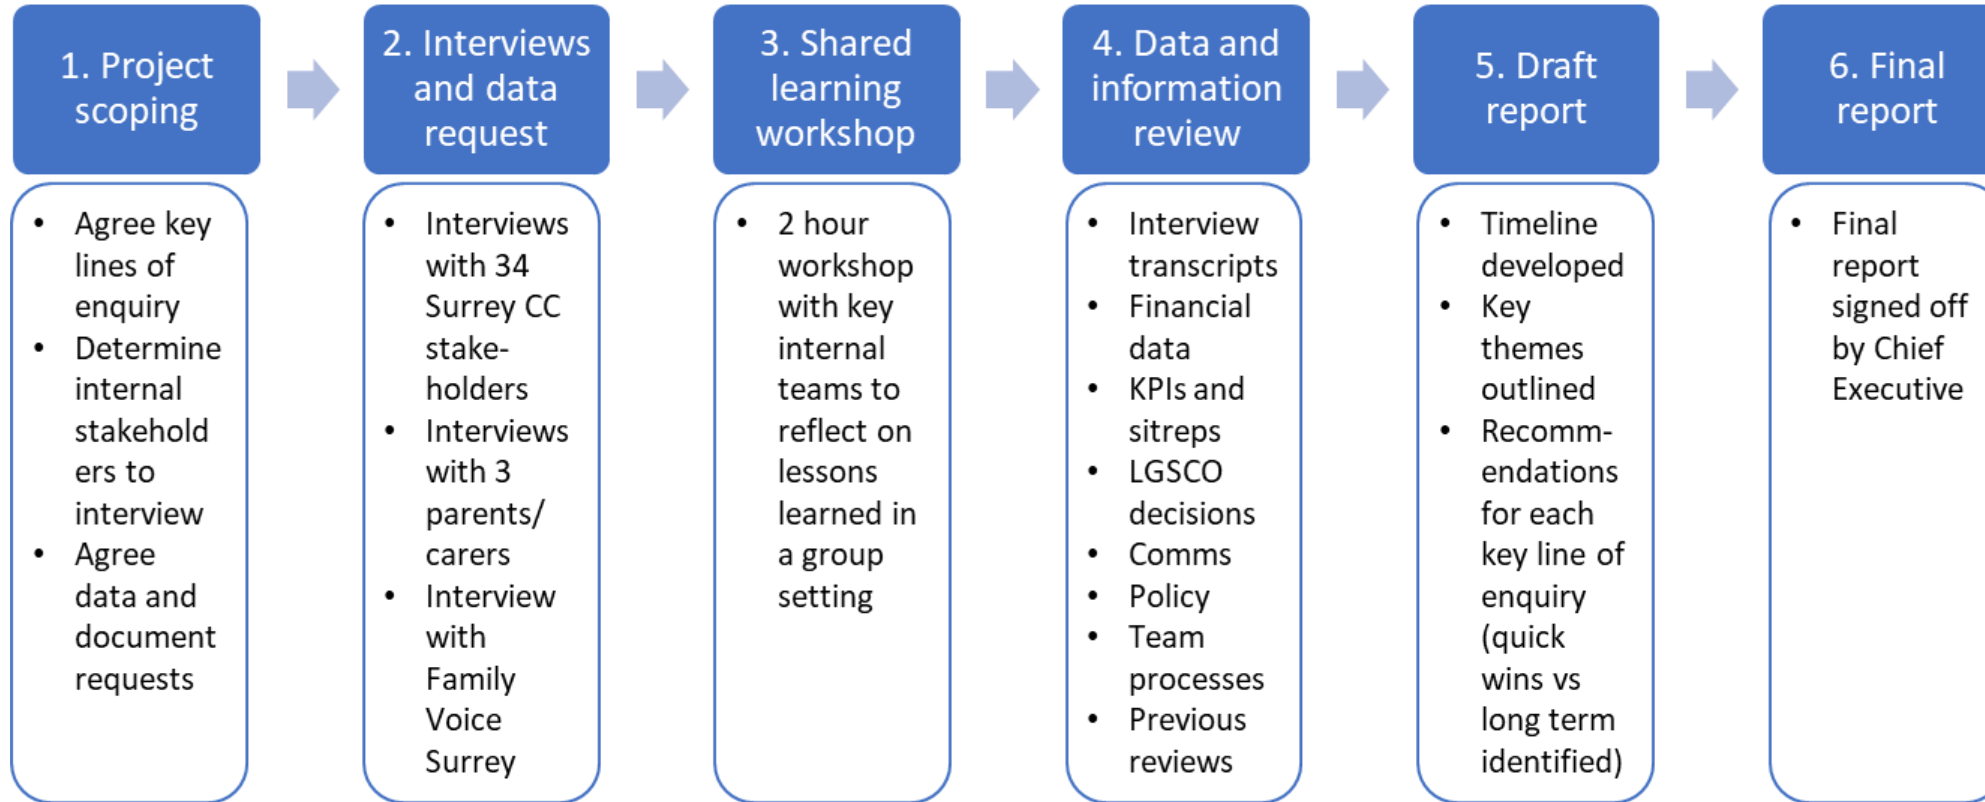 1. Project
scoping
2. Interviews
and data
request
3. Shared
learning
workshop
4. Data and
information
review
5. Draft
report
6. Final
report
• Agree key
lines of
enquiry
• Determine
internal
stakehold
ers to
interview
• Agree
data and
document
requests
• Interviews
with 34
Surrey CC
stake-
holders
• Interviews
with 3
parents/
carers
• Interview
with
Family
Voice
Surrey
• 2 hour
workshop
with key
internal
teams to
reflect on
lessons
learned in
a group
setting
• Interview
transcripts
• Financial
data
• KPIs and
sitreps
• LGSCO
decisions
• Comms
• Policy
• Team
processes
• Previous
reviews
• Timeline
developed
• Key
themes
outlined
• Recomm-
endations
for each
key line of
enquiry
(quick
wins vs
long term
identified)
• Final
report
signed off
by Chief
Executive